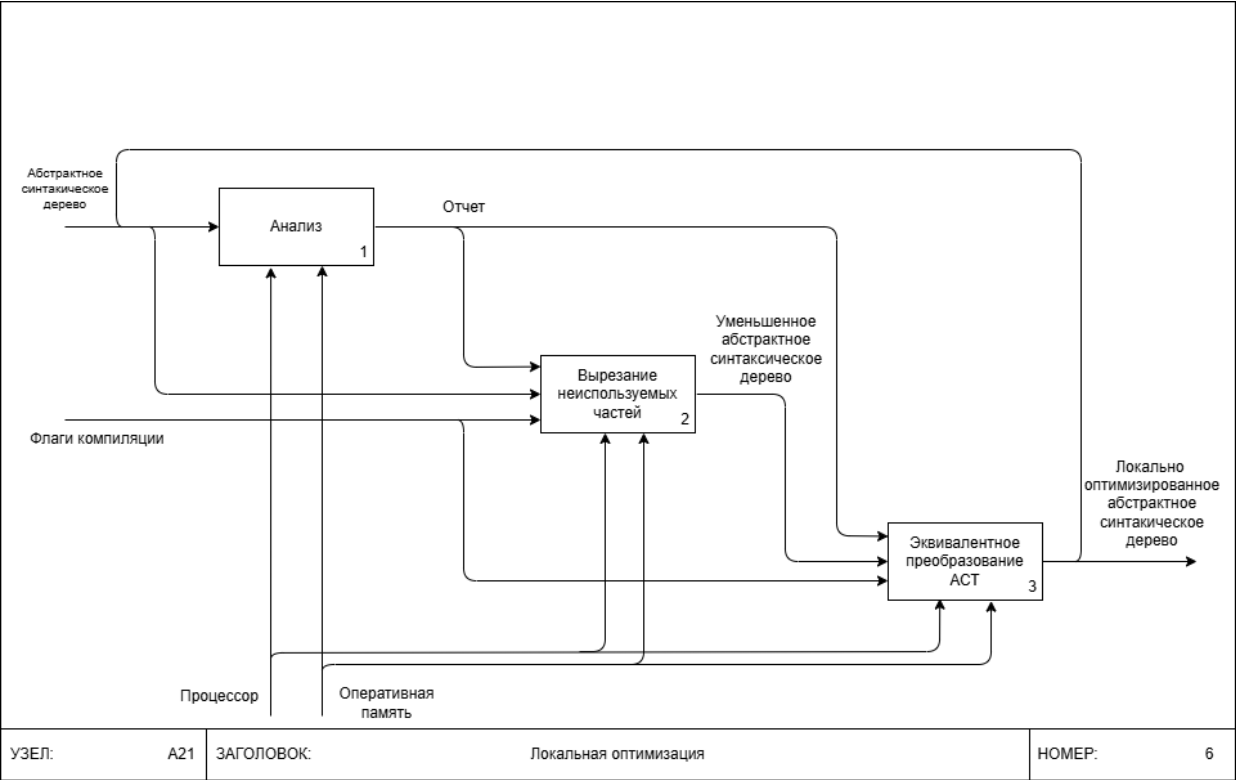 Абстрактное
синтакическое
дерево
Анализ
1
Отчет
Уменьшенное
абстрактное
синтаксическое
дерево
Вырезание
неиспользуемых
частей
2
Флаги компиляции
Локально
оптимизированное
абстрактное
синтакическое
дерево
Эквивалентное
преобразование
АСТ
3
Процессор
Оперативная
память
УЗЕЛ: А21 ЗАГОЛОВОК: Локальная оптимизация НОМЕР: 6